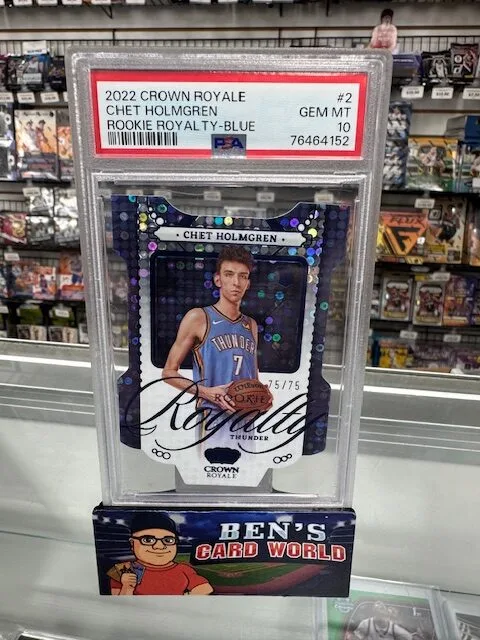 2022 CROWN ROYALE #2
CHET HOLMGREN GEM MT
ROOKIE ROYALTY-BLUE 10
PSA 76464152
CHET HOLMGREN
THUNDER
7
75/75
ROOKIE
Royalty
THUNDER
CROWN
ROYALE
BEN'S
CARD WORLD